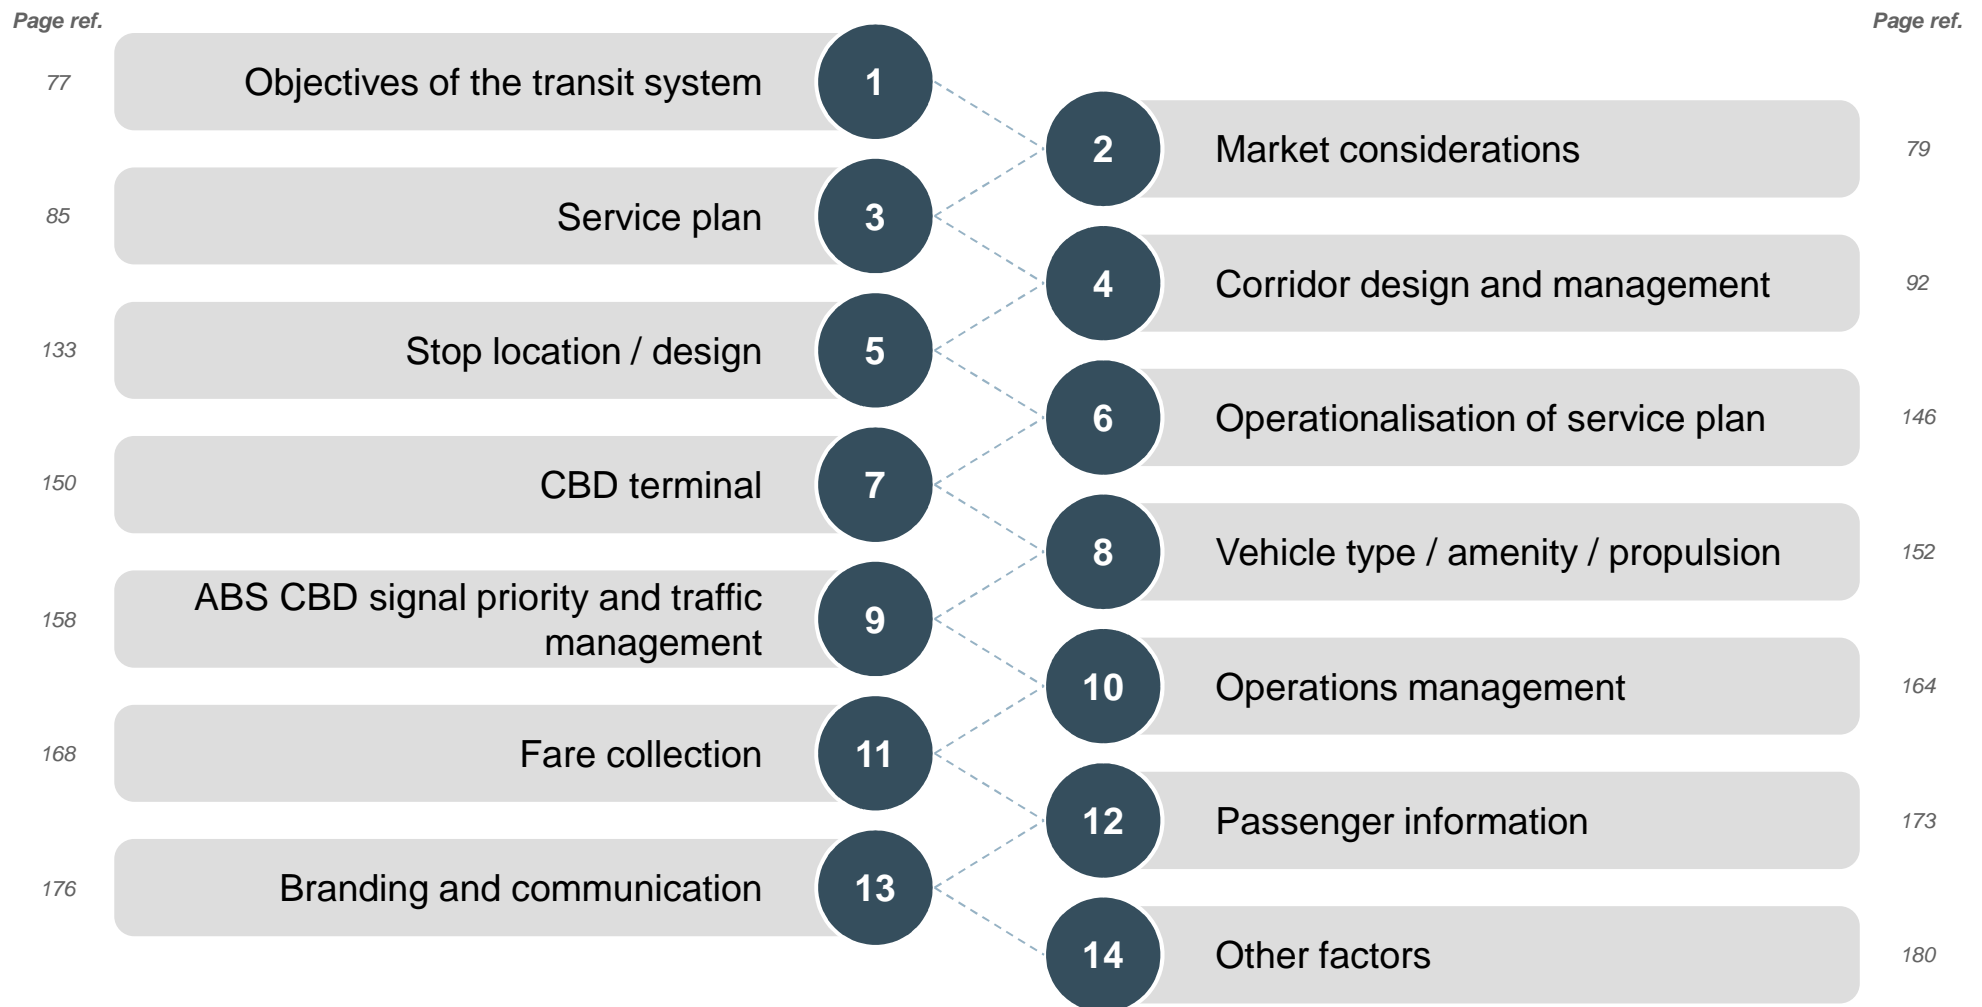 Page ref.
Page ref.
77
Objectives of the transit system
1
2
Market considerations
79
85
Service plan
3
4
Corridor design and management
92
133
Stop location / design
5
6
Operationalisation of service plan
146
150
CBD terminal
7
8
Vehicle type / amenity / propulsion
152
158
ABS CBD signal priority and traffic
management
9
10
Operations management
164
168
Fare collection
11
12
Passenger information
173
176
Branding and communication
13
14
Other factors
180